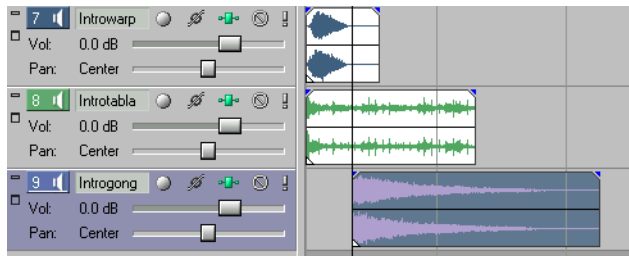 7 Introwarp
Vol: 0.0 dB
Pan: Center
8 Introtabla
Vol: 0.0 dB
Pan: Center
9 Introgong
Vol: 0.0 dB
Pan: Center